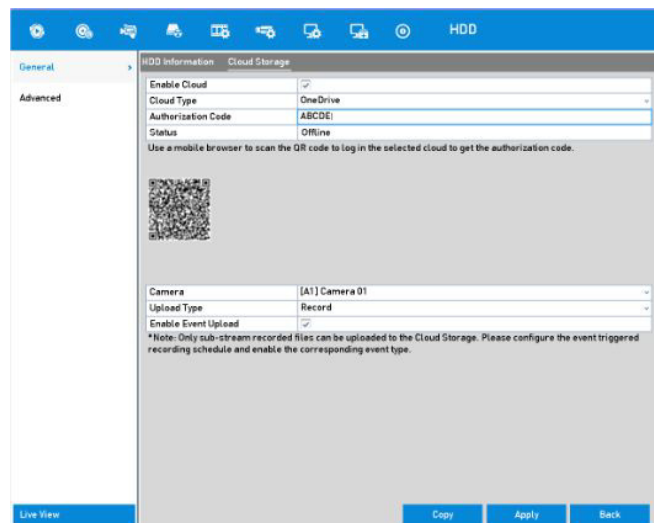 HDD
General
Advanced
HDD Information Cloud Storage
Enable Cloud
Cloud Type OneDrive
Authorization Code ABCDE
Status Offline
Use a mobile browser to scan the QR code to log in the selected cloud to get the authorization code.
Camera [A1] Camera 01
Upload Type Record
Enable Event Upload
*Note: Only sub-stream recorded files can be uploaded to the Cloud Storage. Please configure the event triggered
recording schedule and enable the corresponding event type.
Live View Copy Apply Back